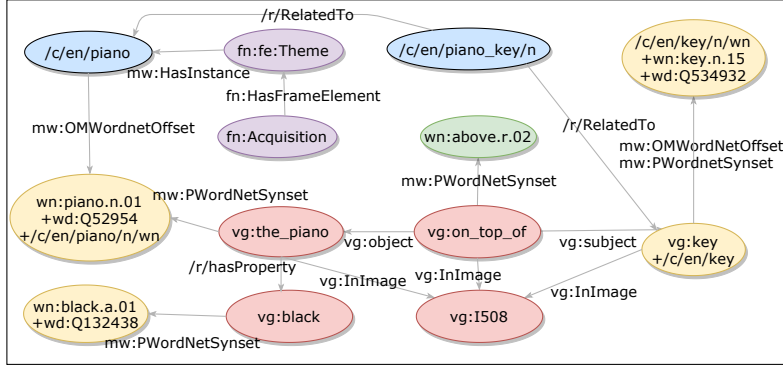 /r/RelatedTo
/c/en/piano
fn:fe:Theme
/c/en/piano_key/n
/c/en/key/n/wn
+wn:key.n.15
+wd:Q534932
mw:HasInstance
fn:HasFrameElement
mw:OMWordnetOffset
fn:Acquisition
wn:above.r.02
/r/RelatedTo
mw:OMWordNetOffset
mw:PWordnetSynset
mw:PWordNetSynset
mw:PWordNetSynset
wn:piano.n.01
+wd:Q52954
+/c/en/piano/n/wn
vg:the_piano
vg:object
vg:on_top_of
vg:subject
vg:key
+/c/en/key
/r/hasProperty
vg:InImage
vg:InImage
vg:InImage
wn:black.a.01
+wd:Q132438
vg:black
vg:I508
mw:PWordNetSynset